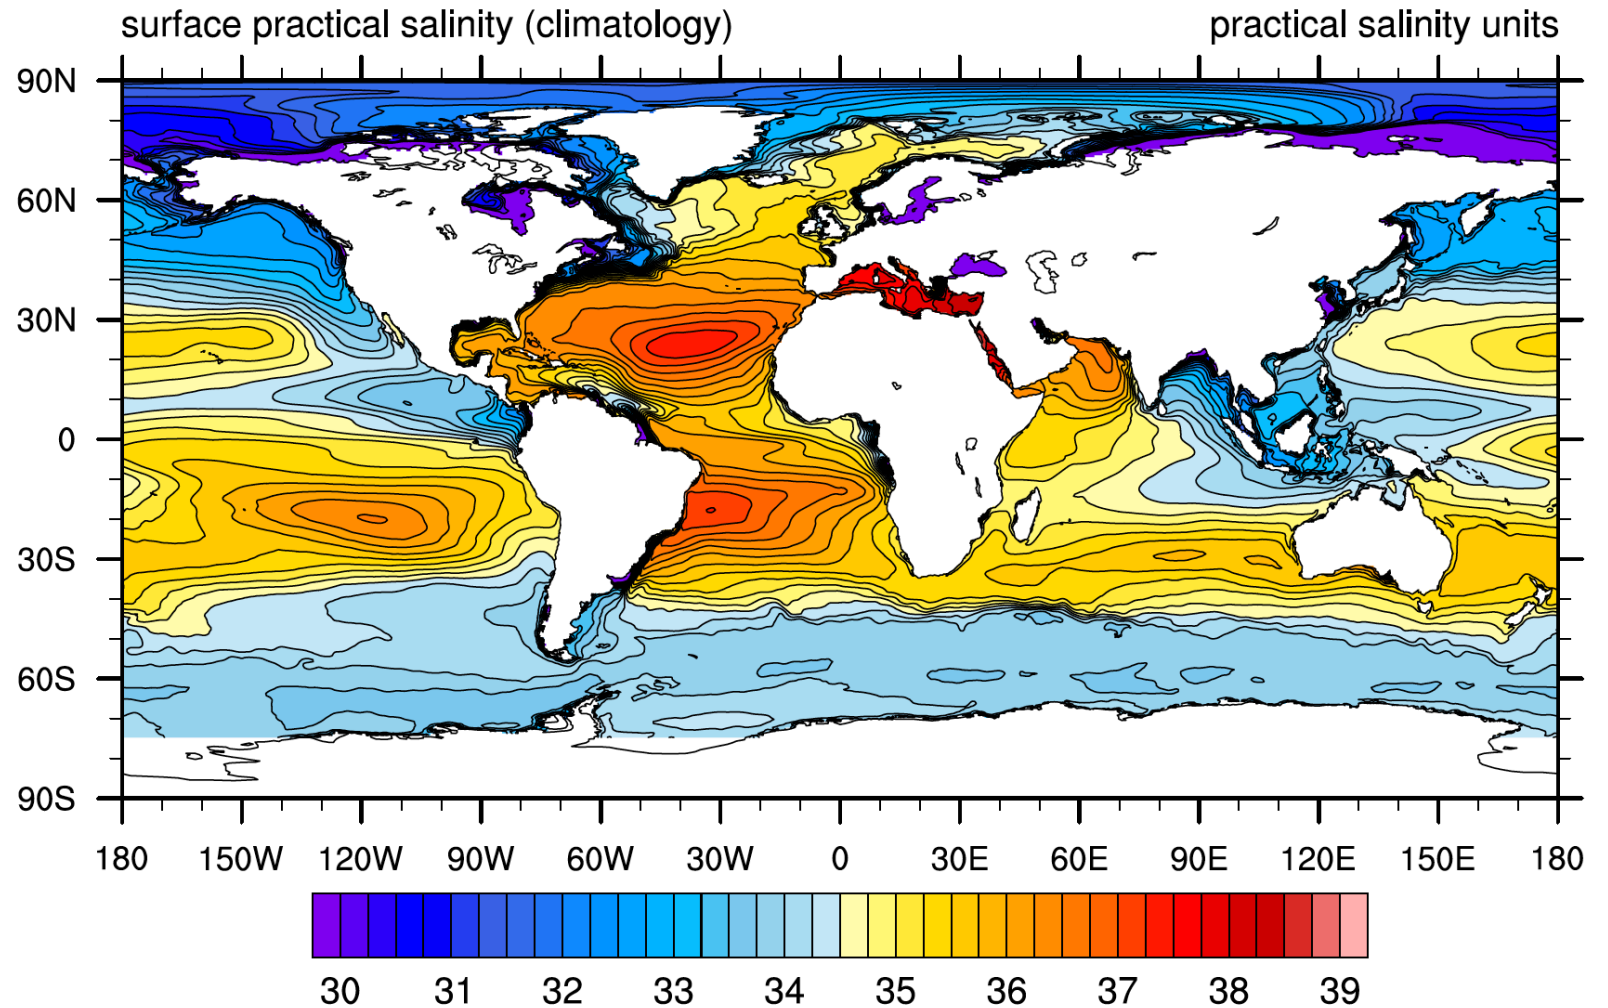 surface practical salinity (climatology) practical salinity units
90N
60N
30N
0
30S
60S
90S
180 150W 120W 90W 60W 30W 0 30E 60E 90E 120E 150E 180
30 31 32 33 34 35 36 37 38 39